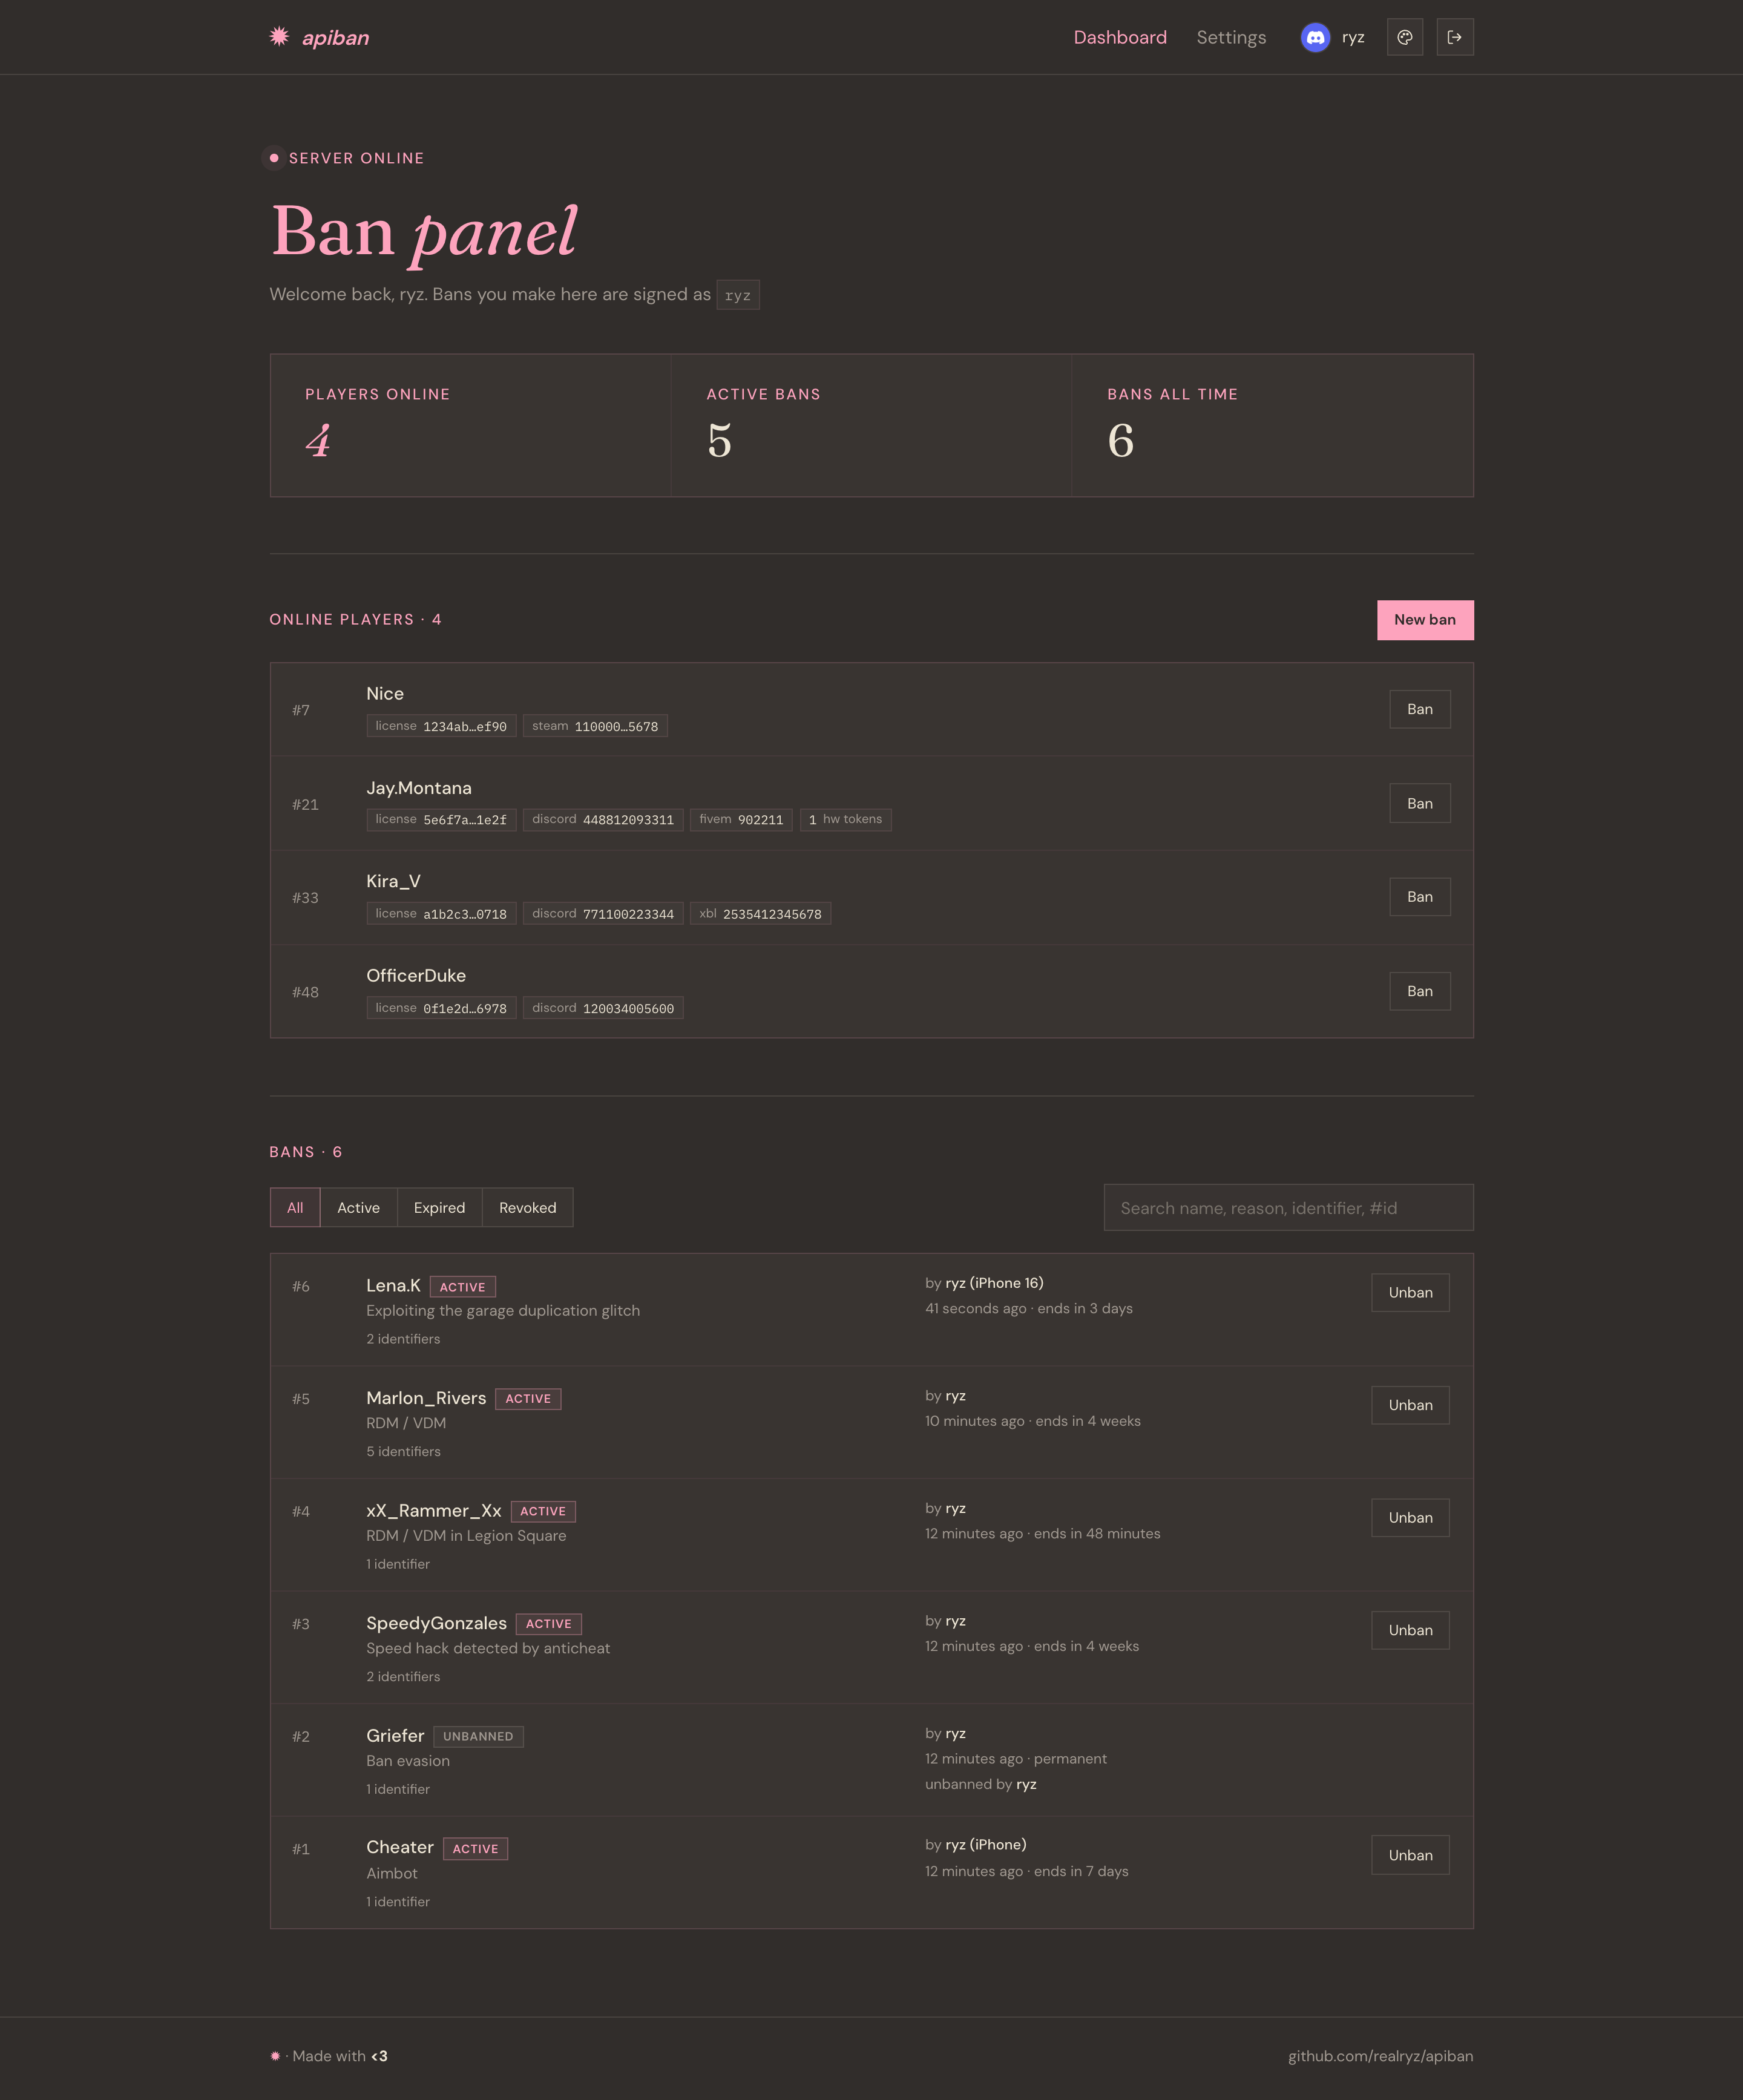 apiban
Dashboard Settings ryz
SERVER ONLINE
Ban panel
Welcome back, ryz. Bans you make here are signed as ryz
PLAYERS ONLINE
4
ACTIVE BANS
5
BANS ALL TIME
6
ONLINE PLAYERS · 4
New ban
#7
Nice
license 1234ab…ef90 steam 110000…5678
Ban
#21
Jay.Montana
license 5e6f7a…1e2f discord 448812093311 fivem 902211 1 hw tokens
Ban
#33
Kira_V
license a1b2c3…0718 discord 771100223344 xbl 2535412345678
Ban
#48
OfficerDuke
license 0f1e2d…6978 discord 120034005600
Ban
BANS · 6
All Active Expired Revoked
Search name, reason, identifier, #id
#6
Lena.K ACTIVE
Exploiting the garage duplication glitch
2 identifiers
by ryz (iPhone 16)
41 seconds ago · ends in 3 days
Unban
#5
Marlon_Rivers ACTIVE
RDM / VDM
5 identifiers
by ryz
10 minutes ago · ends in 4 weeks
Unban
#4
xX_Rammer_Xx ACTIVE
RDM / VDM in Legion Square
1 identifier
by ryz
12 minutes ago · ends in 48 minutes
Unban
#3
SpeedyGonzales ACTIVE
Speed hack detected by anticheat
2 identifiers
by ryz
12 minutes ago · ends in 4 weeks
Unban
#2
Griefer UNBANNED
Ban evasion
1 identifier
by ryz
12 minutes ago · permanent
unbanned by ryz
#1
Cheater ACTIVE
Aimbot
1 identifier
by ryz (iPhone)
12 minutes ago · ends in 7 days
Unban
· Made with <3
github.com/realryz/apiban